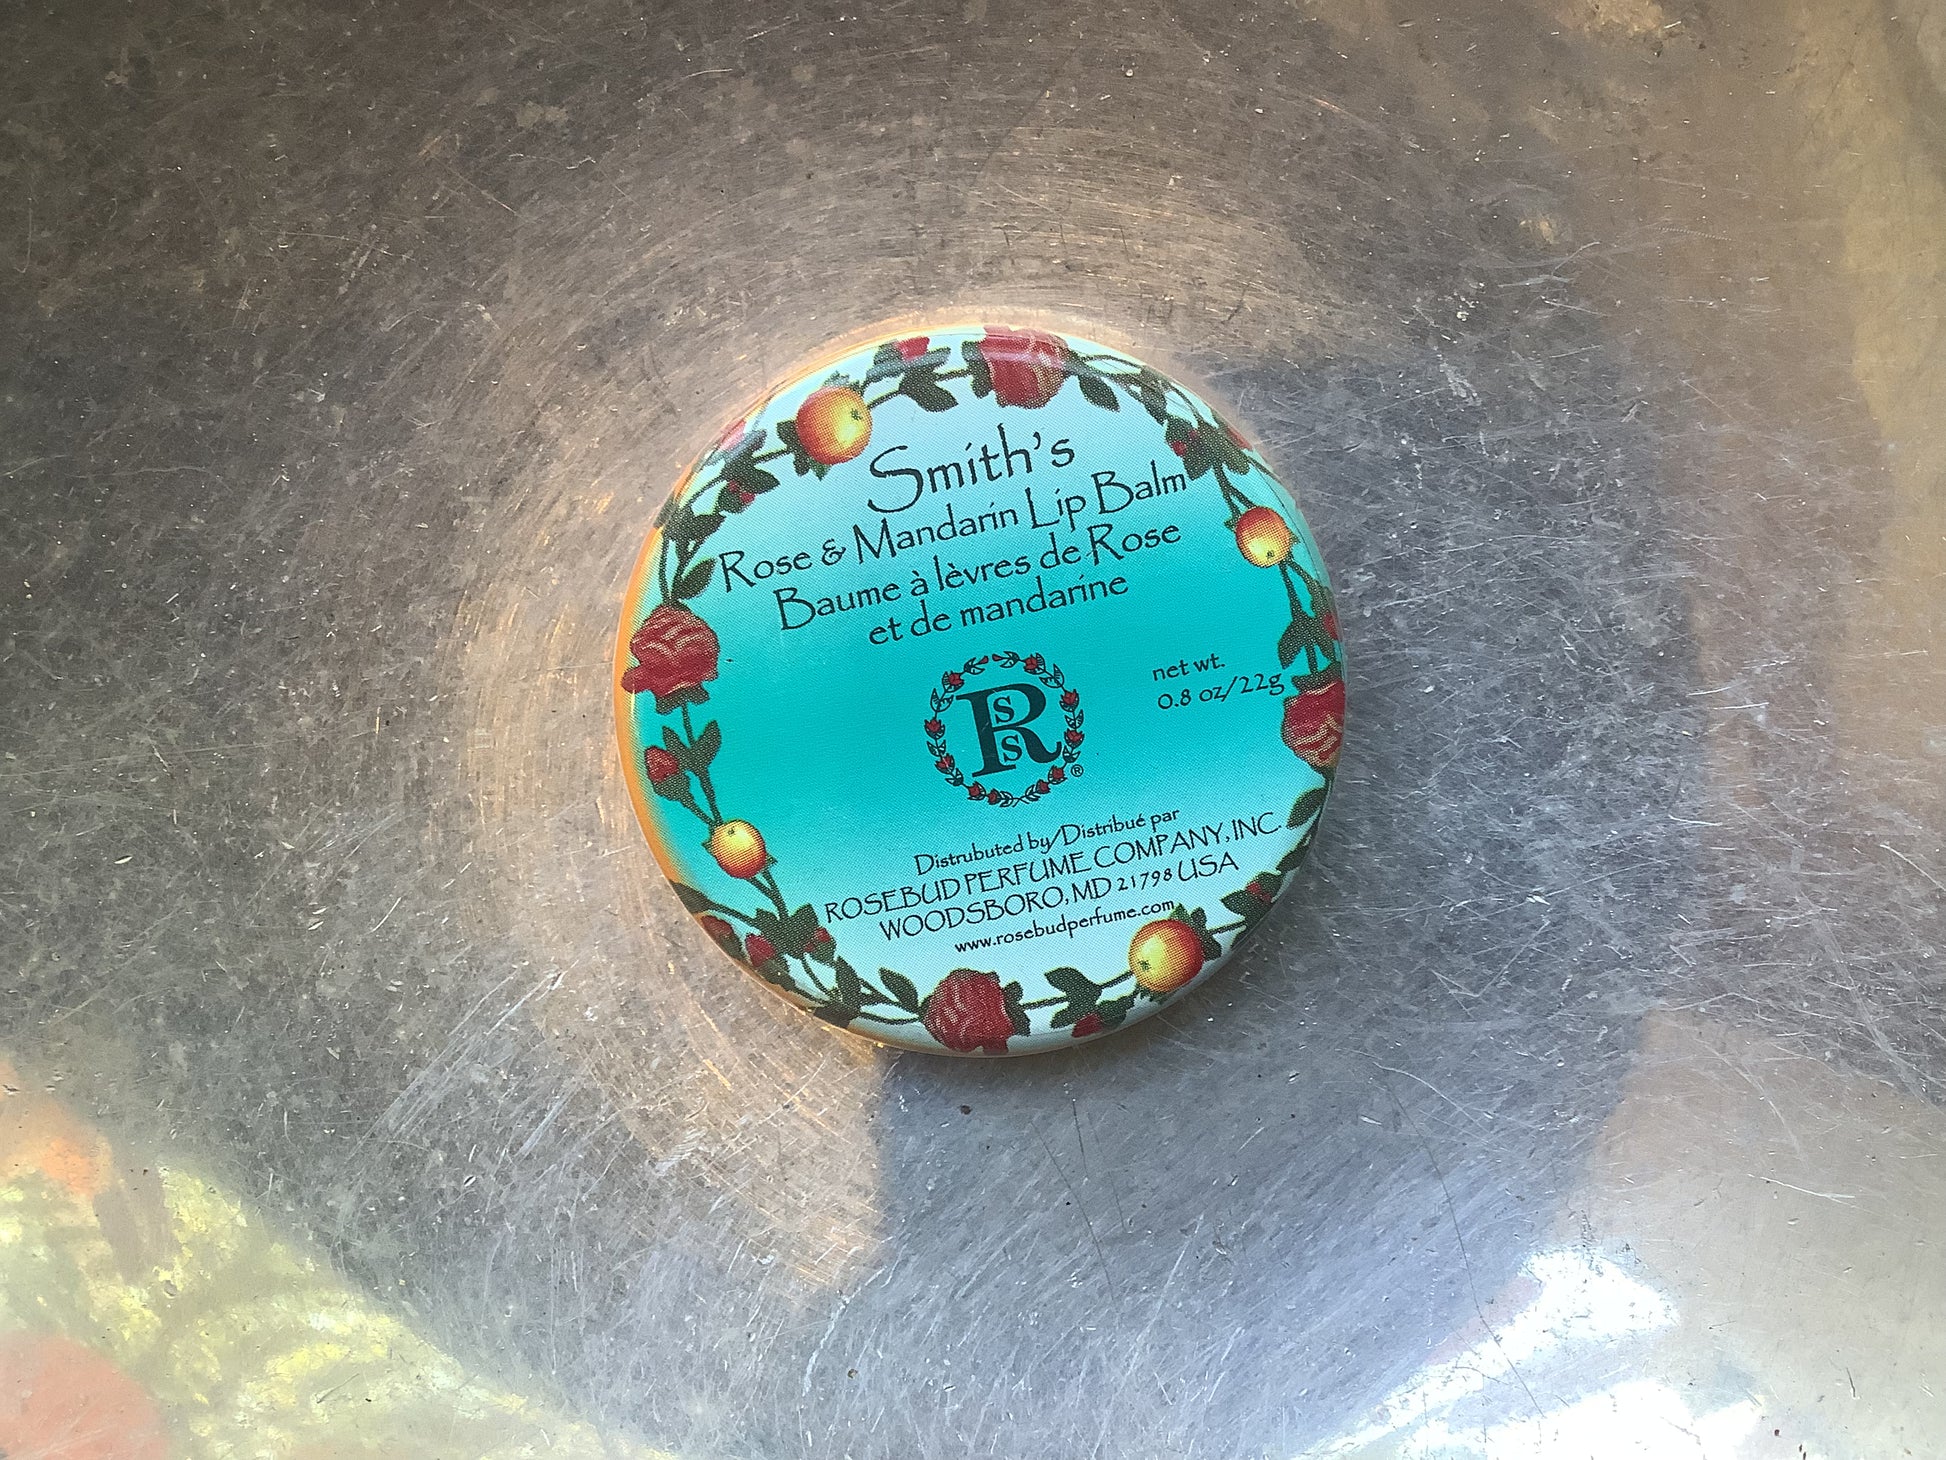 Smith's
Rose & Mandarin Lip Balm
Baume à lèvres de Rose
et de mandarine
net wt.
0.8 oz/22g
RSS
®
Distrubuted by/Distribué par
ROSEBUD PERFUME COMPANY, INC.
WOODSBORO, MD 21798 USA
www.rosebudperfume.com